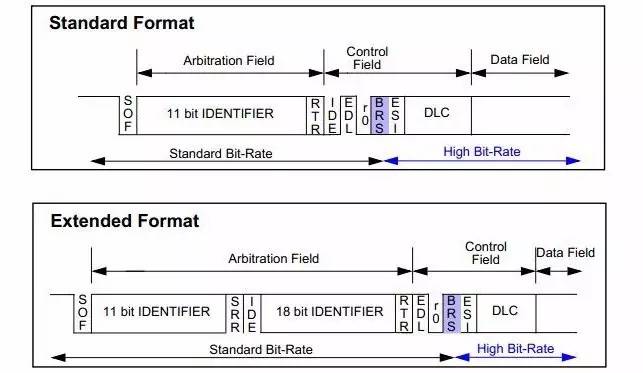 Standard Format
Arbitration Field
Control
Field
Data Field
SOF
11 bit IDENTIFIER
RTR
IDE
EDL
r0
BRS
ESI
DLC
Standard Bit-Rate
High Bit-Rate
Extended Format
Arbitration Field
Control
Field
Data Field
SOF
11 bit IDENTIFIER
SRR
IDE
18 bit IDENTIFIER
RTR
EDL
r0
BRS
ESI
DLC
Standard Bit-Rate
High Bit-Rate